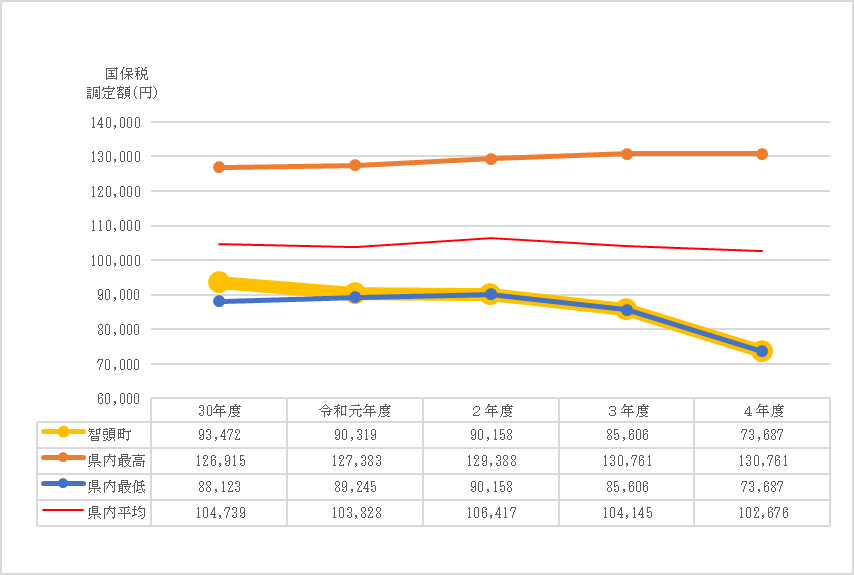 国保税
調定額(円)
140,000
130,000
120,000
110,000
100,000
90,000
80,000
70,000
60,000
30年度 令和元年度 ２年度 ３年度 ４年度
智頭町 93,472 90,319 90,158 85,606 73,687
県内最高 126,915 127,383 129,388 130,761 130,761
県内最低 88,123 89,245 90,158 85,606 73,687
県内平均 104,739 103,828 106,417 104,145 102,676